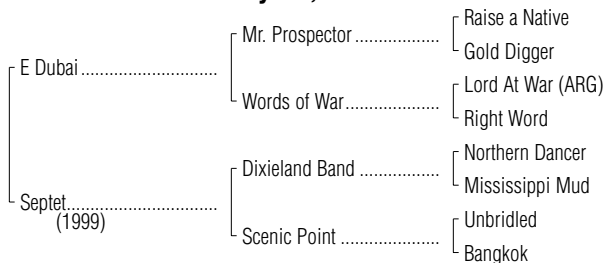 Raise a Native
Mr. Prospector ...................
Gold Digger
E Dubai ...............................
Lord At War (ARG)
Words of War .....................
Right Word
Northern Dancer
Dixieland Band ..................
Mississippi Mud
Septet ..................................
(1999)
Unbridled
Scenic Point ......................
Bangkok